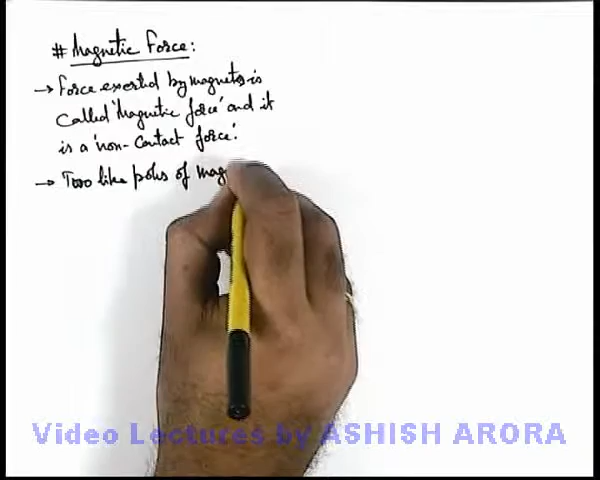 # Magnetic Force:
→ Force exerted by magnets is
called 'Magnetic force' and it
is a 'non-contact force'.
→ Two like poles of mag
Video Lectures by ASHISH ARORA